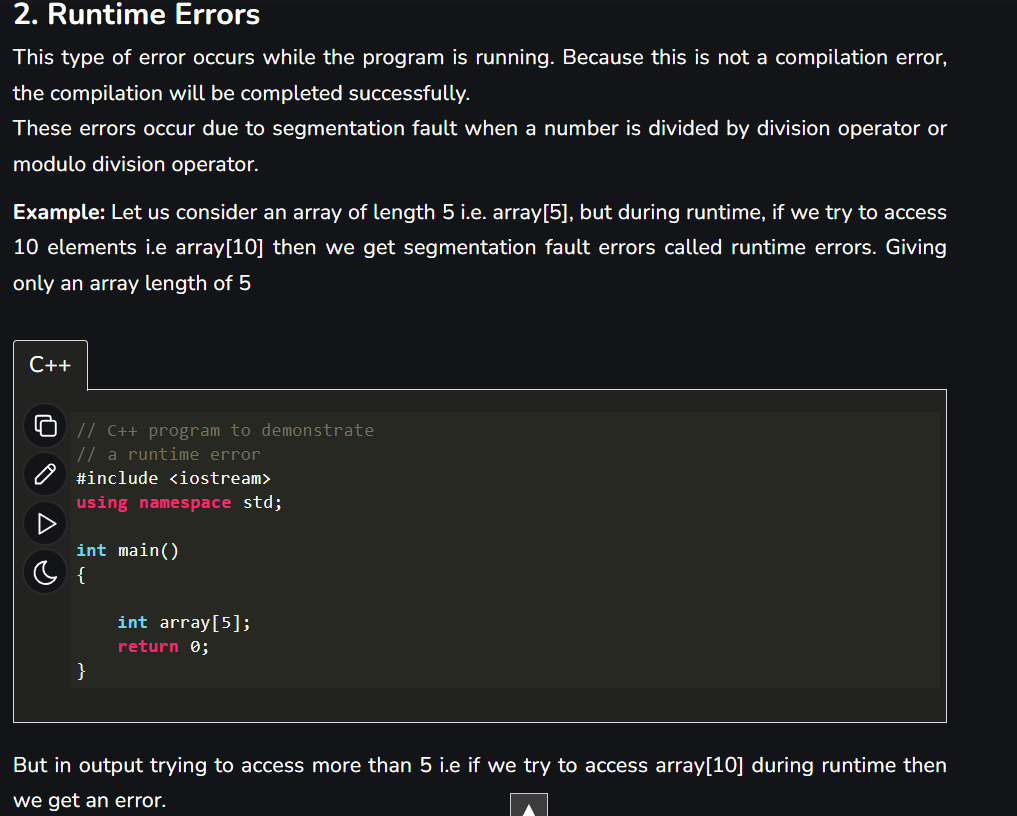 2. Runtime Errors
This type of error occurs while the program is running. Because this is not a compilation error,
the compilation will be completed successfully.
These errors occur due to segmentation fault when a number is divided by division operator or
modulo division operator.
Example: Let us consider an array of length 5 i.e. array[5], but during runtime, if we try to access
10 elements i.e array[10] then we get segmentation fault errors called runtime errors. Giving
only an array length of 5
C++
// C++ program to demonstrate
// a runtime error
#include <iostream>
using namespace std;
int main()
{
int array[5];
return 0;
}
But in output trying to access more than 5 i.e if we try to access array[10] during runtime then
we get an error.